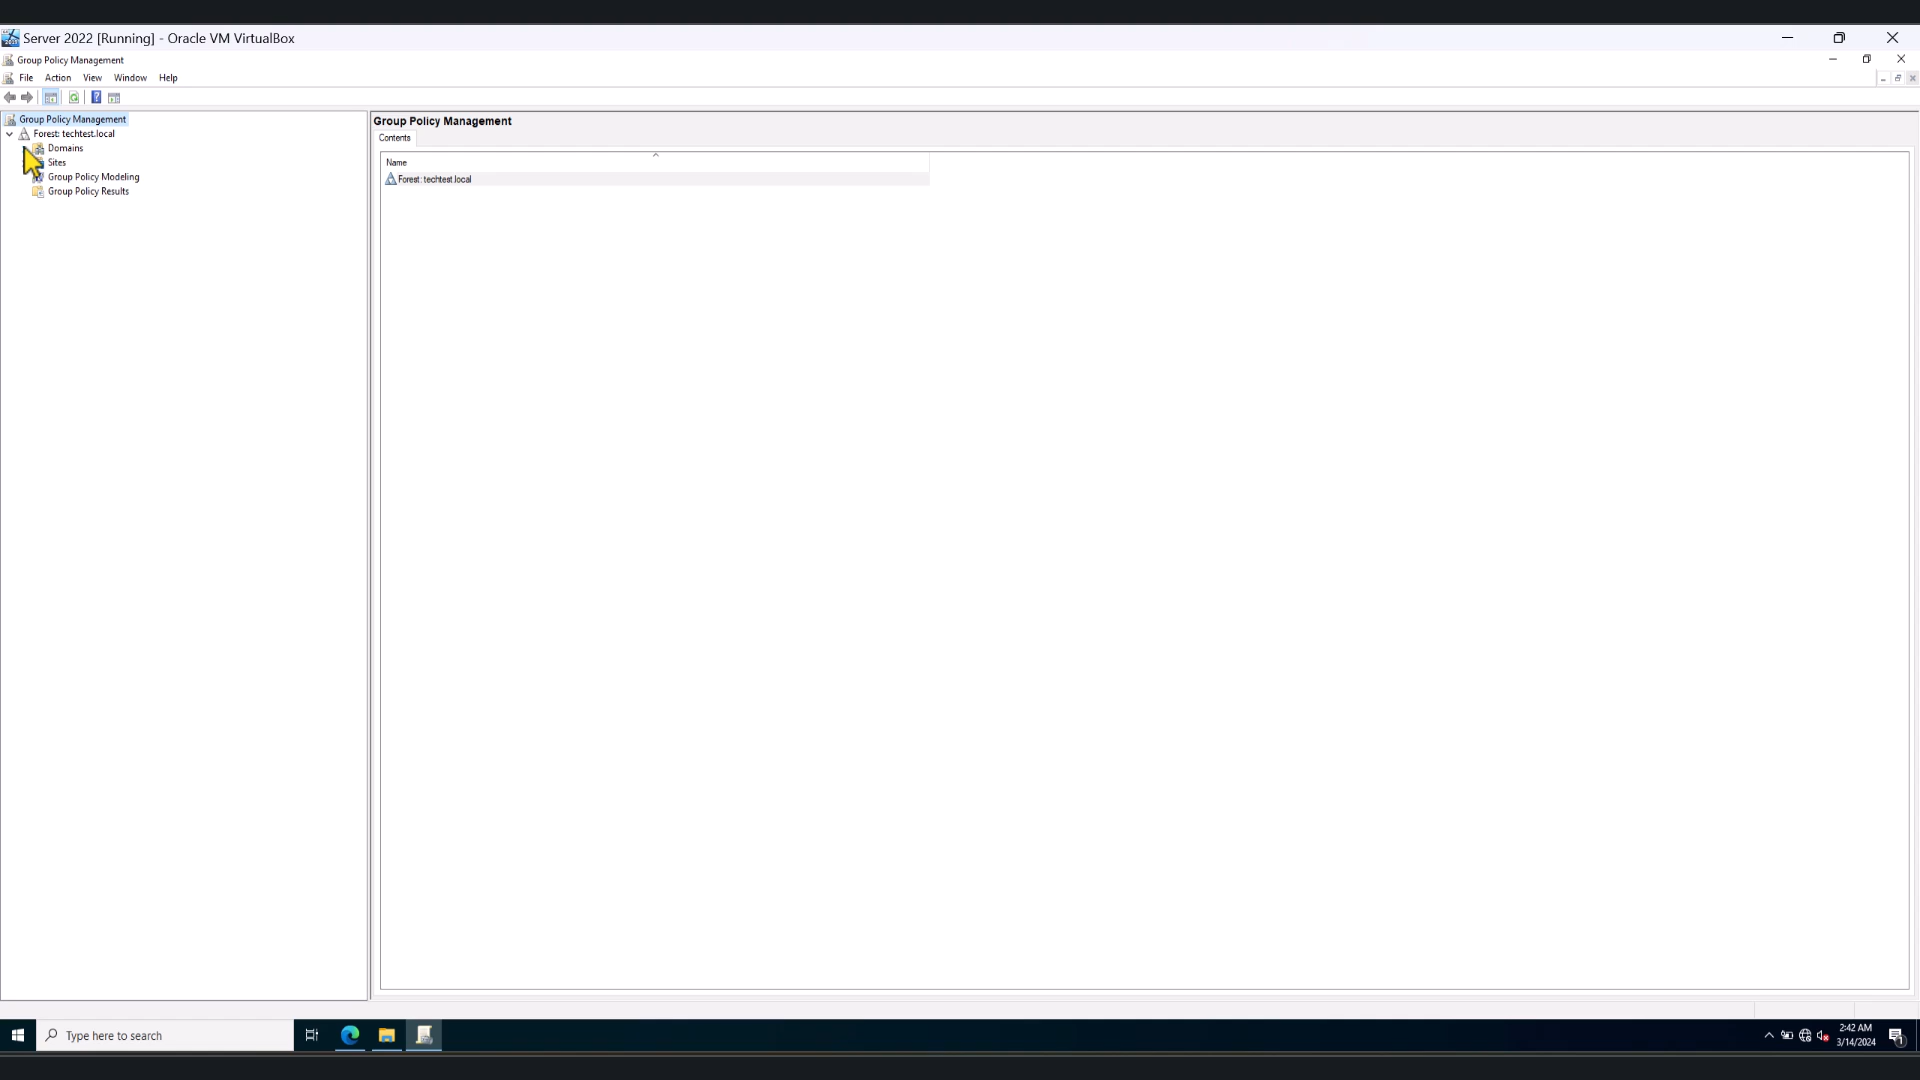 Server 2022 [Running] - Oracle VM VirtualBox
Group Policy Management
File Action View Window Help
Group Policy Management
Forest: techtest.local
Domains
Sites
Group Policy Modeling
Group Policy Results
Group Policy Management
Contents
Name
Forest: techtest.local
Type here to search
2:42 AM
3/14/2024
1